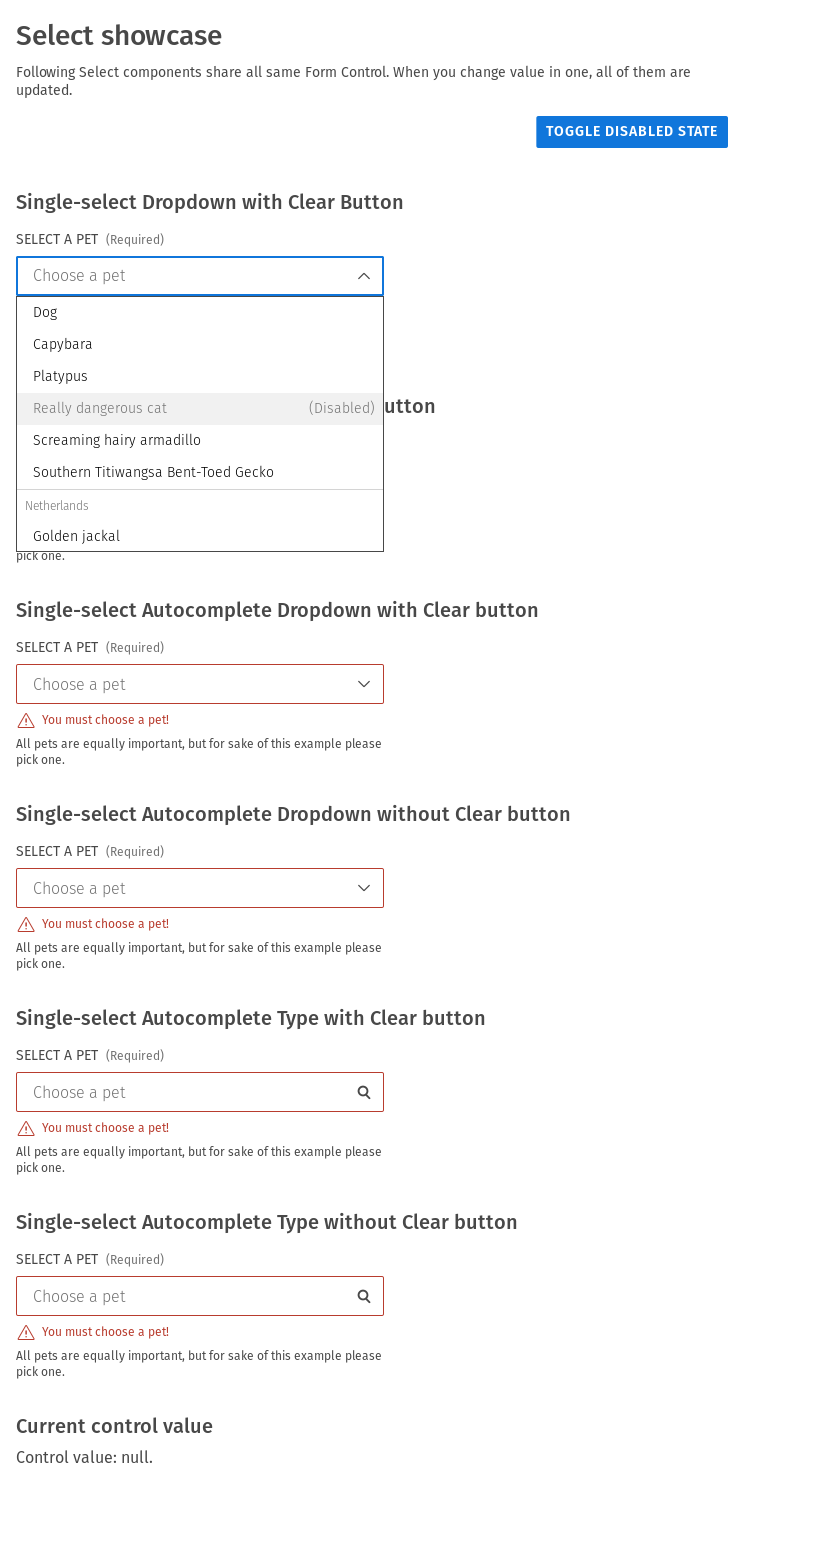 Select showcase
Following Select components share all same Form Control. When you change value in one, all of them are
updated.
TOGGLE DISABLED STATE
Single-select Dropdown with Clear Button
SELECT A PET (Required)
Choose a pet
Dog
Capybara
Platypus
Really dangerous cat (Disabled)
utton
Screaming hairy armadillo
Southern Titiwangsa Bent-Toed Gecko
Netherlands
Golden jackal
pick one.
Single-select Autocomplete Dropdown with Clear button
SELECT A PET (Required)
Choose a pet
You must choose a pet!
All pets are equally important, but for sake of this example please
pick one.
Single-select Autocomplete Dropdown without Clear button
SELECT A PET (Required)
Choose a pet
You must choose a pet!
All pets are equally important, but for sake of this example please
pick one.
Single-select Autocomplete Type with Clear button
SELECT A PET (Required)
Choose a pet
You must choose a pet!
All pets are equally important, but for sake of this example please
pick one.
Single-select Autocomplete Type without Clear button
SELECT A PET (Required)
Choose a pet
You must choose a pet!
All pets are equally important, but for sake of this example please
pick one.
Current control value
Control value: null.